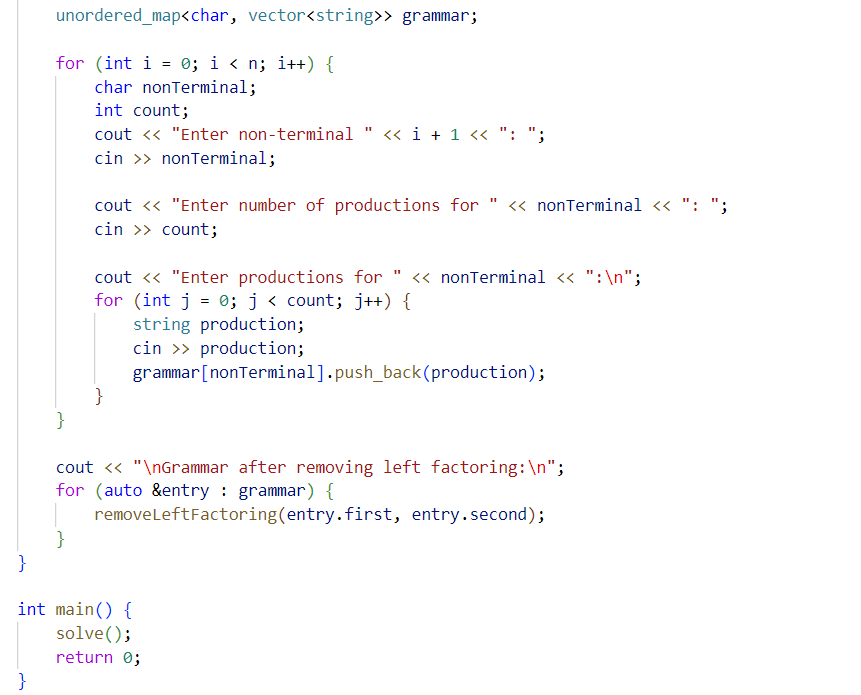 unordered_map<char, vector<string>> grammar;
for (int i = 0; i < n; i++) {
char nonTerminal;
int count;
cout << "Enter non-terminal " << i + 1 << ": ";
cin >> nonTerminal;
cout << "Enter number of productions for " << nonTerminal << ": ";
cin >> count;
cout << "Enter productions for " << nonTerminal << ":\n";
for (int j = 0; j < count; j++) {
string production;
cin >> production;
grammar[nonTerminal].push_back(production);
}
}
cout << "\nGrammar after removing left factoring:\n";
for (auto &entry : grammar) {
removeLeftFactoring(entry.first, entry.second);
}
}
int main() {
solve();
return 0;
}